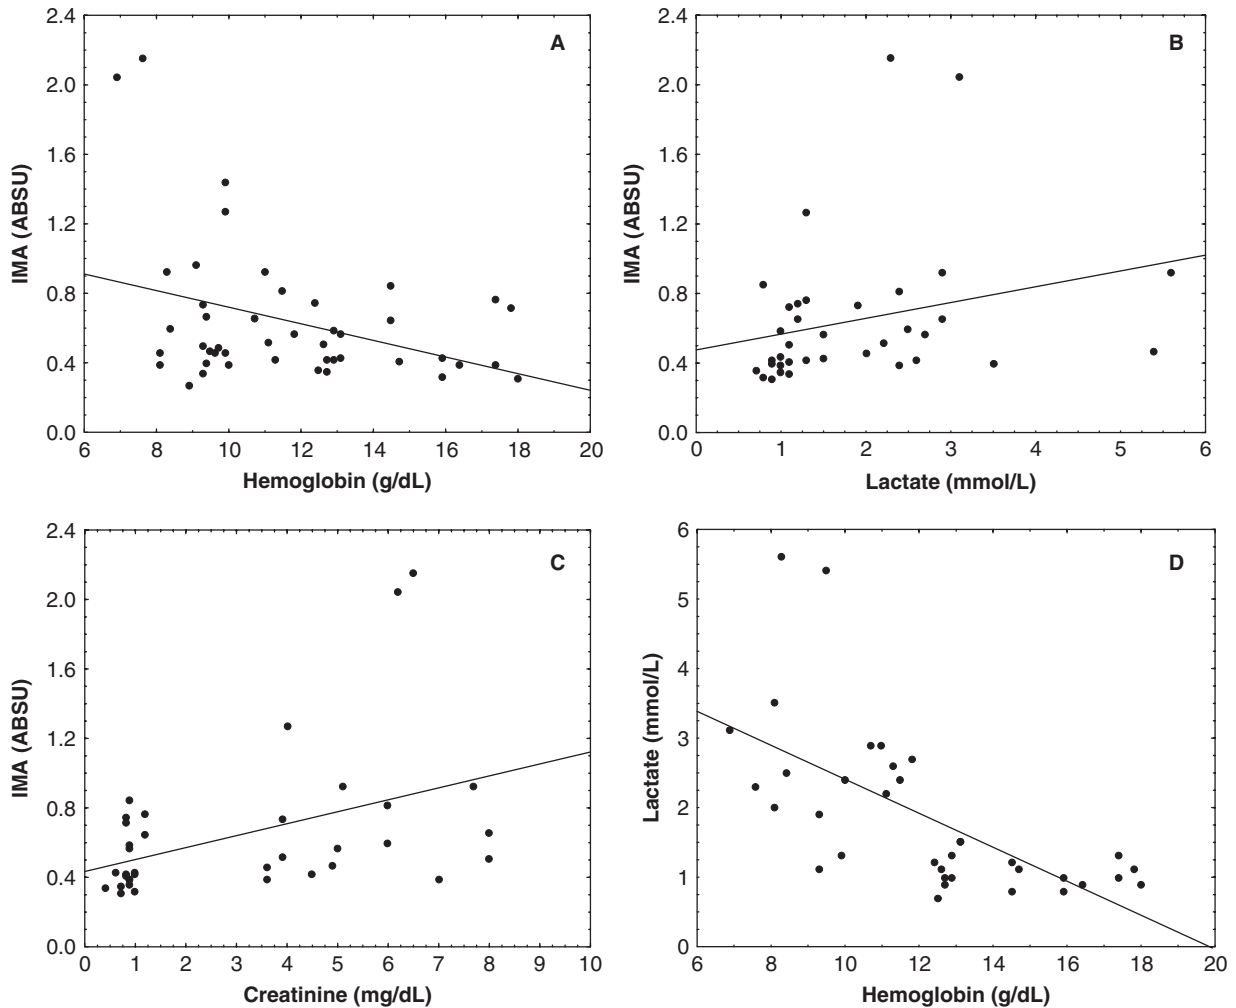 A
IMA (ABSU)
2.4
2.0
1.6
1.2
0.8
0.4
0.0
6 8 10 12 14 16 18 20
Hemoglobin (g/dL)
B
IMA (ABSU)
2.4
2.0
1.6
1.2
0.8
0.4
0.0
0 1 2 3 4 5 6
Lactate (mmol/L)
C
IMA (ABSU)
2.4
2.0
1.6
1.2
0.8
0.4
0.0
0 1 2 3 4 5 6 7 8 9 10
Creatinine (mg/dL)
D
Lactate (mmol/L)
6
5
4
3
2
1
0
6 8 10 12 14 16 18 20
Hemoglobin (g/dL)